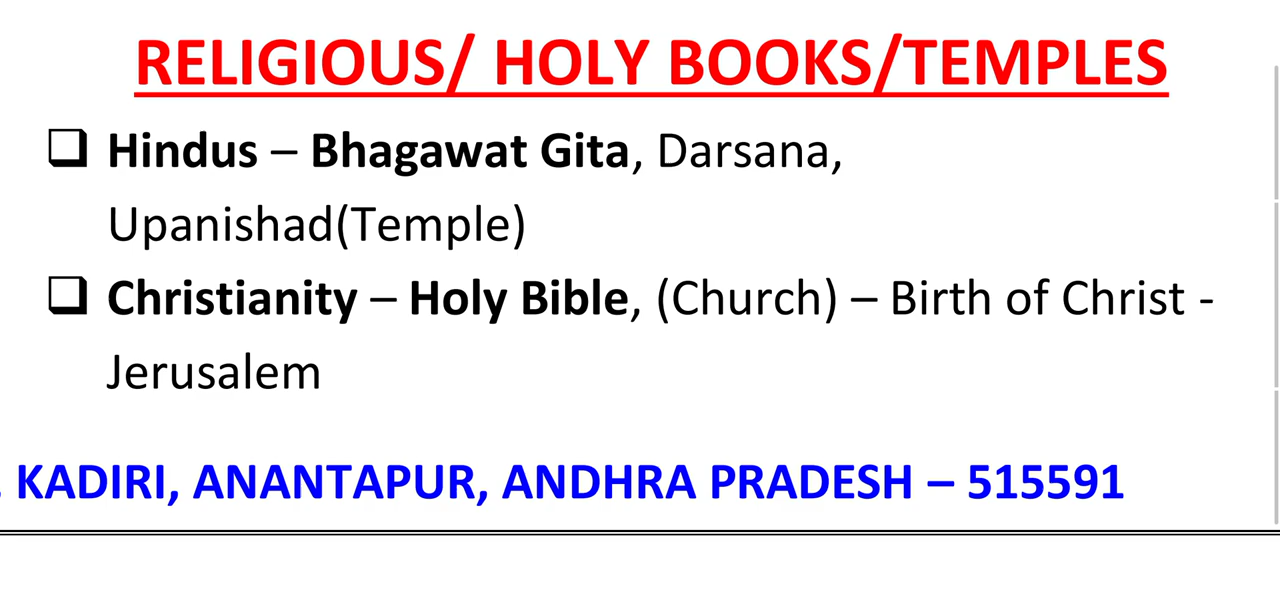 RELIGIOUS/ HOLY BOOKS/TEMPLES
❑ Hindus – Bhagawat Gita, Darsana,
Upanishad(Temple)
❑ Christianity – Holy Bible, (Church) – Birth of Christ -
Jerusalem
. KADIRI, ANANTAPUR, ANDHRA PRADESH – 515591